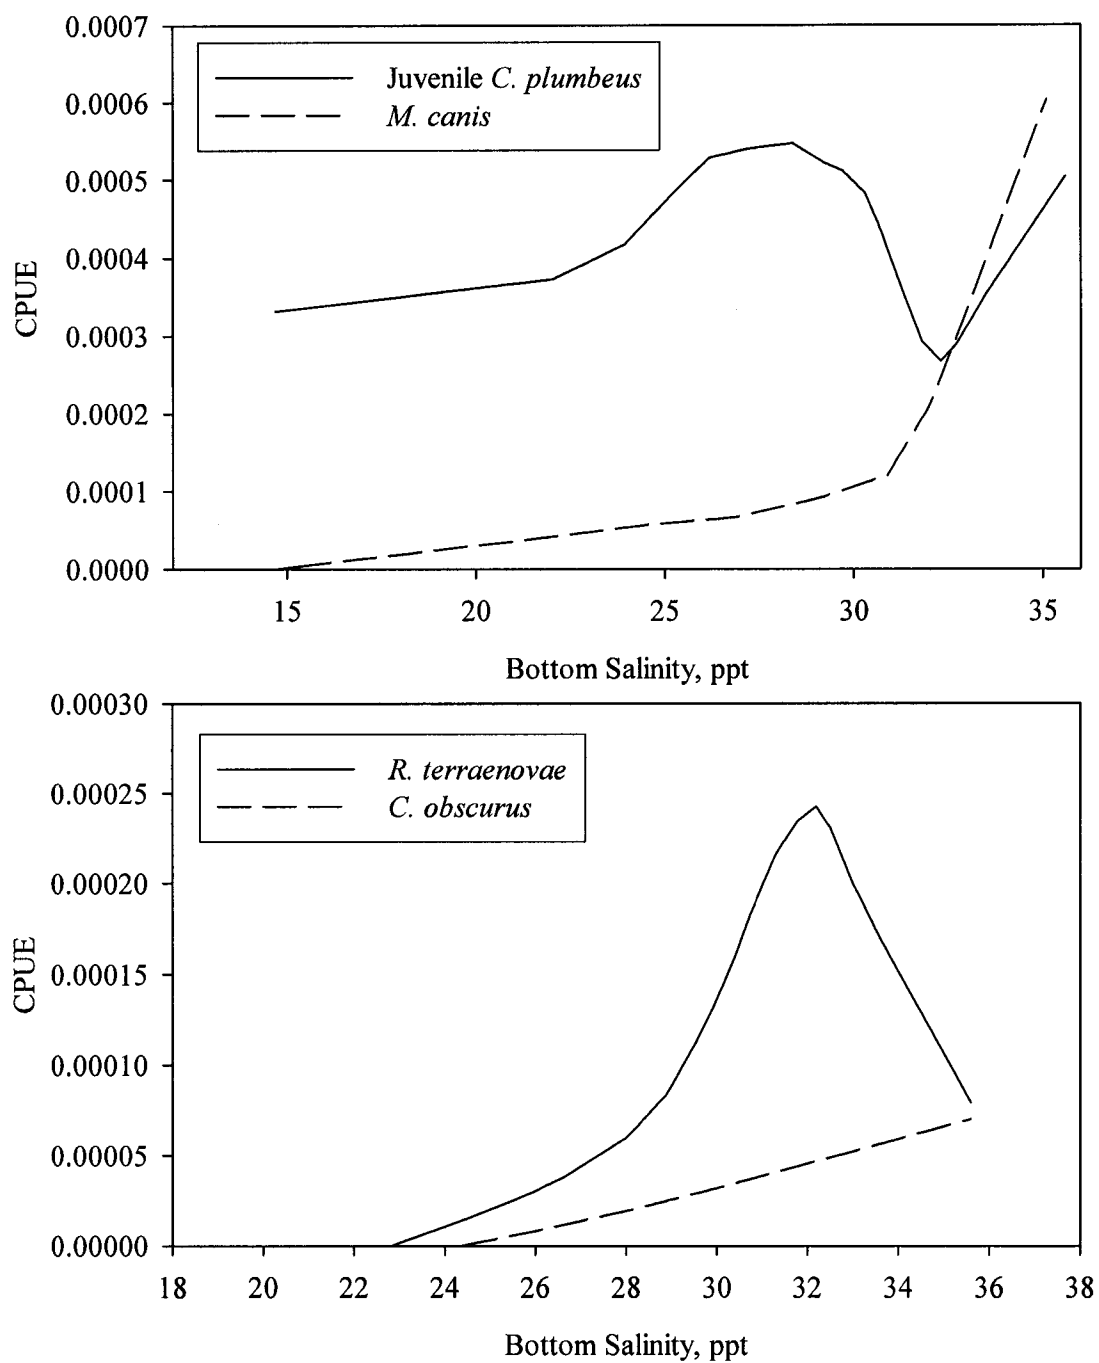 0.0007
0.0006
0.0005
0.0004
0.0003
0.0002
0.0001
0.0000
CPUE
Juvenile C. plumbeus
M. canis
15 20 25 30 35
Bottom Salinity, ppt
0.00030
0.00025
0.00020
0.00015
0.00010
0.00005
0.00000
CPUE
R. terraenovae
C. obscurus
18 20 22 24 26 28 30 32 34 36 38
Bottom Salinity, ppt